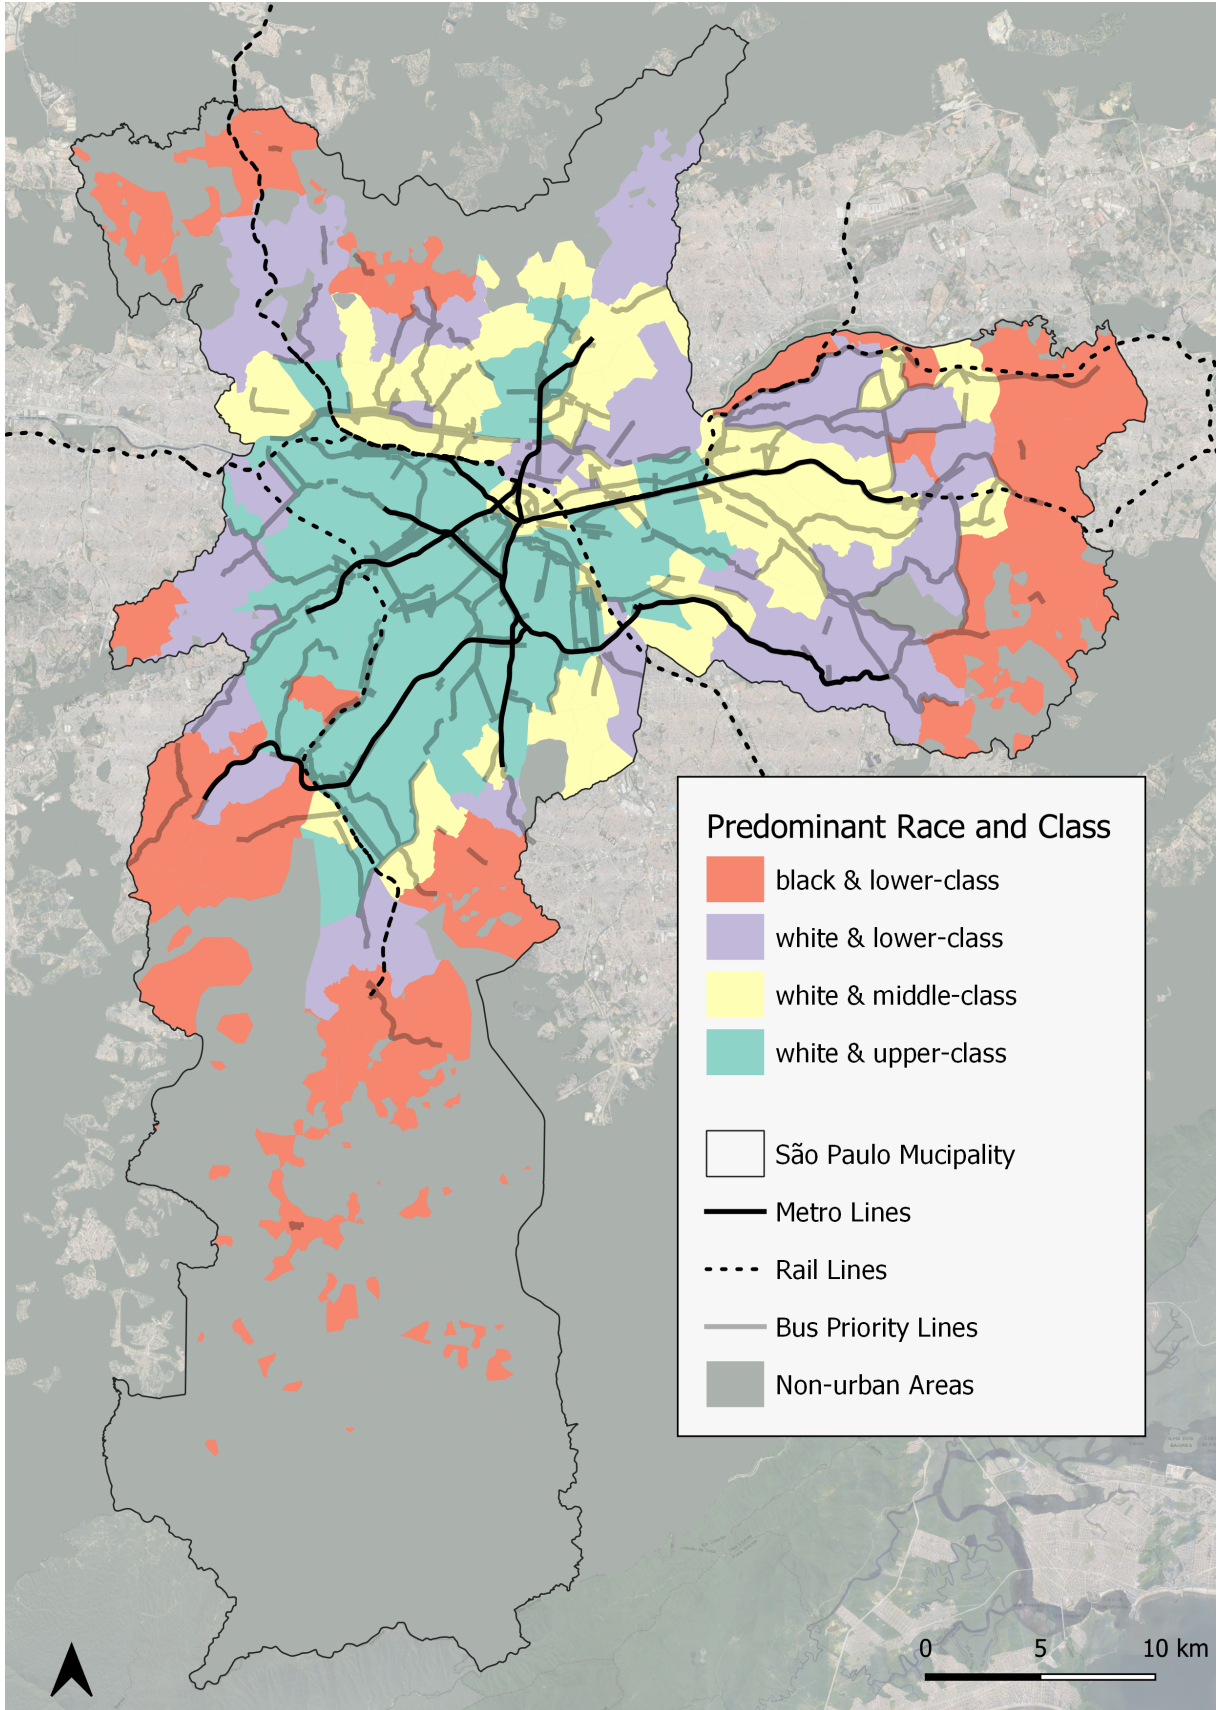 Predominant Race and Class
black & lower-class
white & lower-class
white & middle-class
white & upper-class
São Paulo Mucipality
Metro Lines
Rail Lines
Bus Priority Lines
Non-urban Areas
0 5 10 km